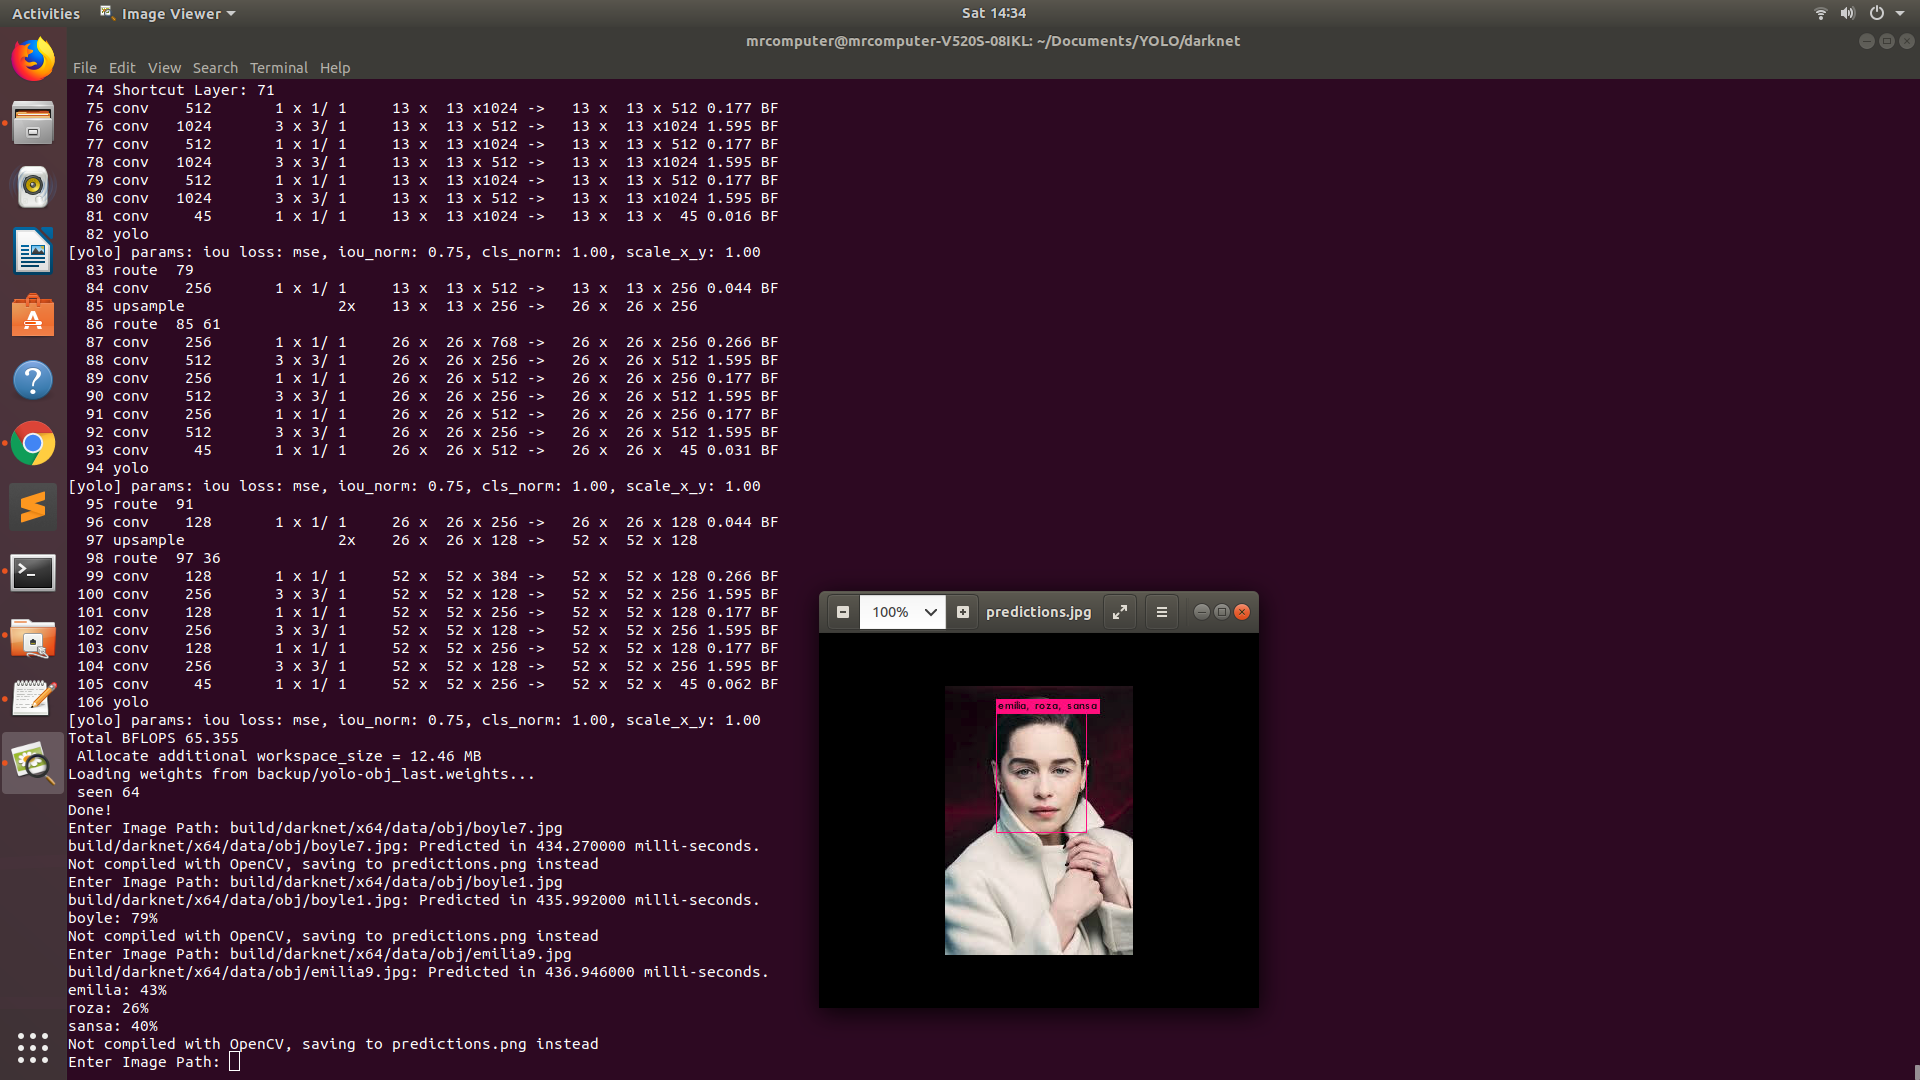 Activities Image Viewer Sat 14:34
mrcomputer@mrcomputer-V520S-08IKL: ~/Documents/YOLO/darknet
File Edit View Search Terminal Help
74 Shortcut Layer: 71
75 conv 512 1 x 1/ 1 13 x 13 x1024 -> 13 x 13 x 512 0.177 BF
76 conv 1024 3 x 3/ 1 13 x 13 x 512 -> 13 x 13 x1024 1.595 BF
77 conv 512 1 x 1/ 1 13 x 13 x1024 -> 13 x 13 x 512 0.177 BF
78 conv 1024 3 x 3/ 1 13 x 13 x 512 -> 13 x 13 x1024 1.595 BF
79 conv 512 1 x 1/ 1 13 x 13 x1024 -> 13 x 13 x 512 0.177 BF
80 conv 1024 3 x 3/ 1 13 x 13 x 512 -> 13 x 13 x1024 1.595 BF
81 conv 45 1 x 1/ 1 13 x 13 x1024 -> 13 x 13 x 45 0.016 BF
82 yolo
[yolo] params: iou loss: mse, iou_norm: 0.75, cls_norm: 1.00, scale_x_y: 1.00
83 route 79
84 conv 256 1 x 1/ 1 13 x 13 x 512 -> 13 x 13 x 256 0.044 BF
85 upsample 2x 13 x 13 x 256 -> 26 x 26 x 256
86 route 85 61
87 conv 256 1 x 1/ 1 26 x 26 x 768 -> 26 x 26 x 256 0.266 BF
88 conv 512 3 x 3/ 1 26 x 26 x 256 -> 26 x 26 x 512 1.595 BF
89 conv 256 1 x 1/ 1 26 x 26 x 512 -> 26 x 26 x 256 0.177 BF
90 conv 512 3 x 3/ 1 26 x 26 x 256 -> 26 x 26 x 512 1.595 BF
91 conv 256 1 x 1/ 1 26 x 26 x 512 -> 26 x 26 x 256 0.177 BF
92 conv 512 3 x 3/ 1 26 x 26 x 256 -> 26 x 26 x 512 1.595 BF
93 conv 45 1 x 1/ 1 26 x 26 x 512 -> 26 x 26 x 45 0.031 BF
94 yolo
[yolo] params: iou loss: mse, iou_norm: 0.75, cls_norm: 1.00, scale_x_y: 1.00
95 route 91
96 conv 128 1 x 1/ 1 26 x 26 x 256 -> 26 x 26 x 128 0.044 BF
97 upsample 2x 26 x 26 x 128 -> 52 x 52 x 128
98 route 97 36
99 conv 128 1 x 1/ 1 52 x 52 x 384 -> 52 x 52 x 128 0.266 BF
100 conv 256 3 x 3/ 1 52 x 52 x 128 -> 52 x 52 x 256 1.595 BF
101 conv 128 1 x 1/ 1 52 x 52 x 256 -> 52 x 52 x 128 0.177 BF
102 conv 256 3 x 3/ 1 52 x 52 x 128 -> 52 x 52 x 256 1.595 BF
103 conv 128 1 x 1/ 1 52 x 52 x 256 -> 52 x 52 x 128 0.177 BF
104 conv 256 3 x 3/ 1 52 x 52 x 128 -> 52 x 52 x 256 1.595 BF
105 conv 45 1 x 1/ 1 52 x 52 x 256 -> 52 x 52 x 45 0.062 BF
106 yolo
[yolo] params: iou loss: mse, iou_norm: 0.75, cls_norm: 1.00, scale_x_y: 1.00
Total BFLOPS 65.355
Allocate additional workspace_size = 12.46 MB
Loading weights from backup/yolo-obj_last.weights...
seen 64
Done!
Enter Image Path: build/darknet/x64/data/obj/boyle7.jpg
build/darknet/x64/data/obj/boyle7.jpg: Predicted in 434.270000 milli-seconds.
Not compiled with OpenCV, saving to predictions.png instead
Enter Image Path: build/darknet/x64/data/obj/boyle1.jpg
build/darknet/x64/data/obj/boyle1.jpg: Predicted in 435.992000 milli-seconds.
boyle: 79%
Not compiled with OpenCV, saving to predictions.png instead
Enter Image Path: build/darknet/x64/data/obj/emilia9.jpg
build/darknet/x64/data/obj/emilia9.jpg: Predicted in 436.946000 milli-seconds.
emilia: 43%
roza: 26%
sansa: 40%
Not compiled with OpenCV, saving to predictions.png instead
Enter Image Path:
100% predictions.jpg
emilia, roza, sansa